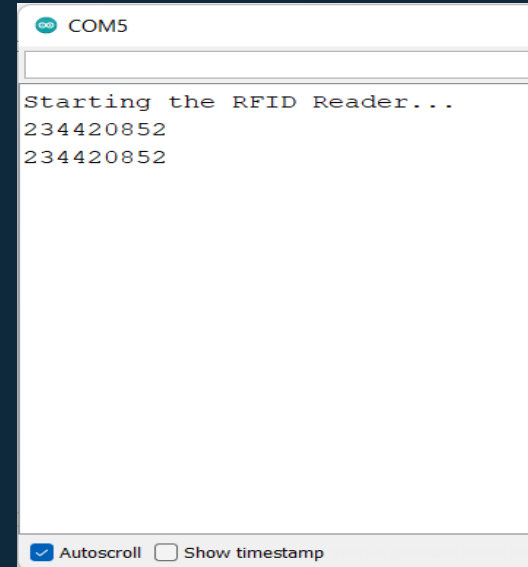 COM5
Starting the RFID Reader...
234420852
234420852
Autoscroll Show timestamp